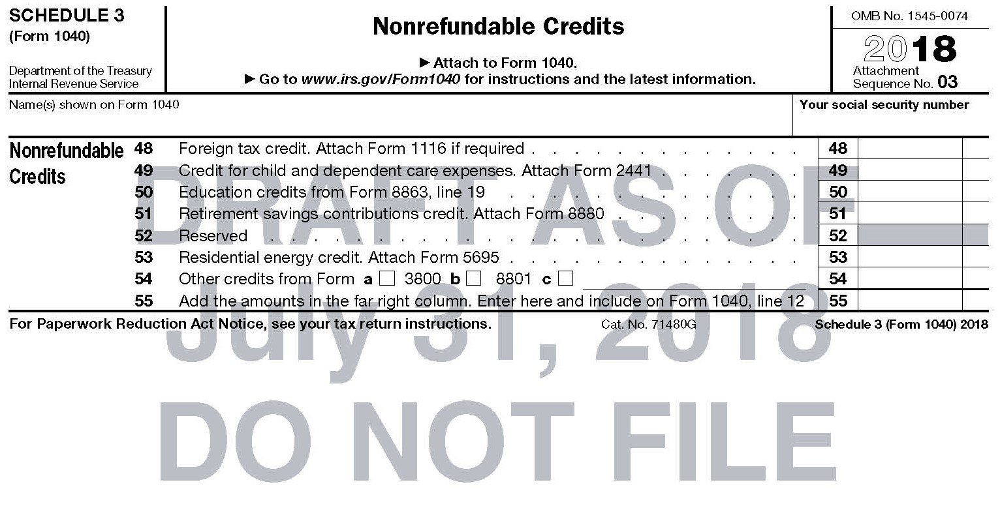 SCHEDULE 3
(Form 1040)
Department of the Treasury
Internal Revenue Service
Nonrefundable Credits
▶ Attach to Form 1040.
▶ Go to www.irs.gov/Form1040 for instructions and the latest information.
OMB No. 1545-0074
2018
Attachment
Sequence No. 03
Name(s) shown on Form 1040
Your social security number
Nonrefundable
Credits
48 Foreign tax credit. Attach Form 1116 if required . . . . . . . . . . . . . 48
49 Credit for child and dependent care expenses. Attach Form 2441 . . . . . . . 49
50 Education credits from Form 8863, line 19 . . . . . . . . . . . . . . 50
51 Retirement savings contributions credit. Attach Form 8880 . . . . . . . . . 51
52 Reserved . . . . . . . . . . . . . . . . . . . . . . . . . 52
53 Residential energy credit. Attach Form 5695 . . . . . . . . . . . . . . 53
54 Other credits from Form a ☐ 3800 b ☐ 8801 c ☐ 54
55 Add the amounts in the far right column. Enter here and include on Form 1040, line 12 55
For Paperwork Reduction Act Notice, see your tax return instructions. Cat. No. 71480G Schedule 3 (Form 1040) 2018
DRAFT AS OF
July 31, 2018
DO NOT FILE